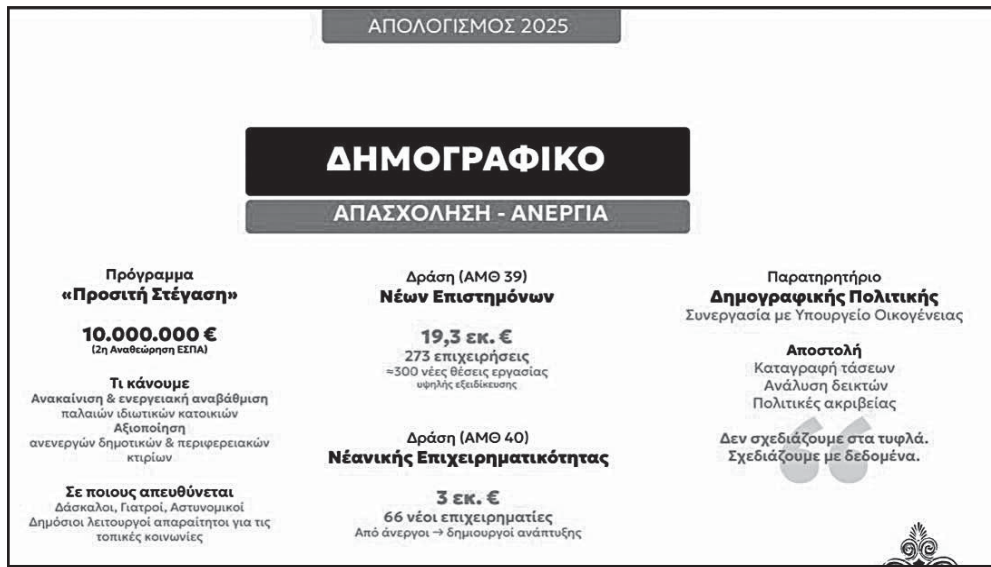 ΑΠΟΛΟΓΙΣΜΟΣ 2025
ΔΗΜΟΓΡΑΦΙΚΟ
ΑΠΑΣΧΟΛΗΣΗ - ΑΝΕΡΓΙΑ
Πρόγραμμα
«Προσιτή Στέγαση»
10.000.000 €
(2η Αναθεώρηση ΕΣΠΑ)
Τι κάνουμε
Ανακαίνιση & ενεργειακή αναβάθμιση
παλαιών ιδιωτικών κατοικιών
Αξιοποίηση
ανενεργών δημοτικών & περιφερειακών
κτιρίων
Σε ποιους απευθύνεται
Δάσκαλοι, Γιατροί, Αστυνομικοί
Δημόσιοι λειτουργοί απαραίτητοι για τις
τοπικές κοινωνίες
Δράση (ΑΜΘ 39)
Νέων Επιστημόνων
19,3 εκ. €
273 επιχειρήσεις
≈300 νέες θέσεις εργασίας
υψηλής εξειδίκευσης
Δράση (ΑΜΘ 40)
Νέανικής Επιχειρηματικότητας
3 εκ. €
66 νέοι επιχειρηματίες
Από άνεργοι → δημιουργοί ανάπτυξης
Παρατηρητήριο
Δημογραφικής Πολιτικής
Συνεργασία με Υπουργείο Οικογένειας
Αποστολή
Καταγραφή τάσεων
Ανάλυση δεικτών
Πολιτικές ακριβείας
Δεν σχεδιάζουμε στα τυφλά.
Σχεδιάζουμε με δεδομένα.